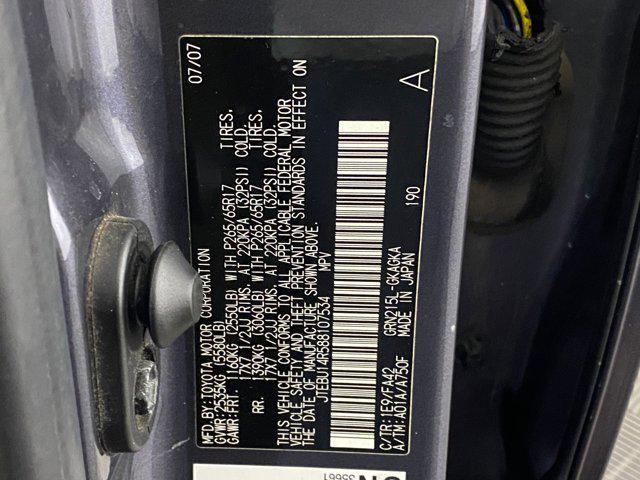 MFD. BY: TOYOTA MOTOR CORPORATION 07/07
GVWR: 2535KG (5580LB)
GAWR: FRT. 1160KG (2550LB) WITH P265/65R17 TIRES,
17X7 1/2JJ RIMS, AT 220KPA (32PSI) COLD.
RR. 1390KG (3060LB) WITH P265/65R17 TIRES,
17X7 1/2JJ RIMS, AT 220KPA (32PSI) COLD.
THIS VEHICLE CONFORMS TO ALL APPLICABLE FEDERAL MOTOR
VEHICLE SAFETY AND THEFT PREVENTION STANDARDS IN EFFECT ON
THE DATE OF MANUFACTURE SHOWN ABOVE.
JTEBU14R588107534 MPV
A
190
C/TR: 1E9/FA42 GRN215L-GKAGKA
A/TM: A01A/A750F MADE IN JAPAN
35661